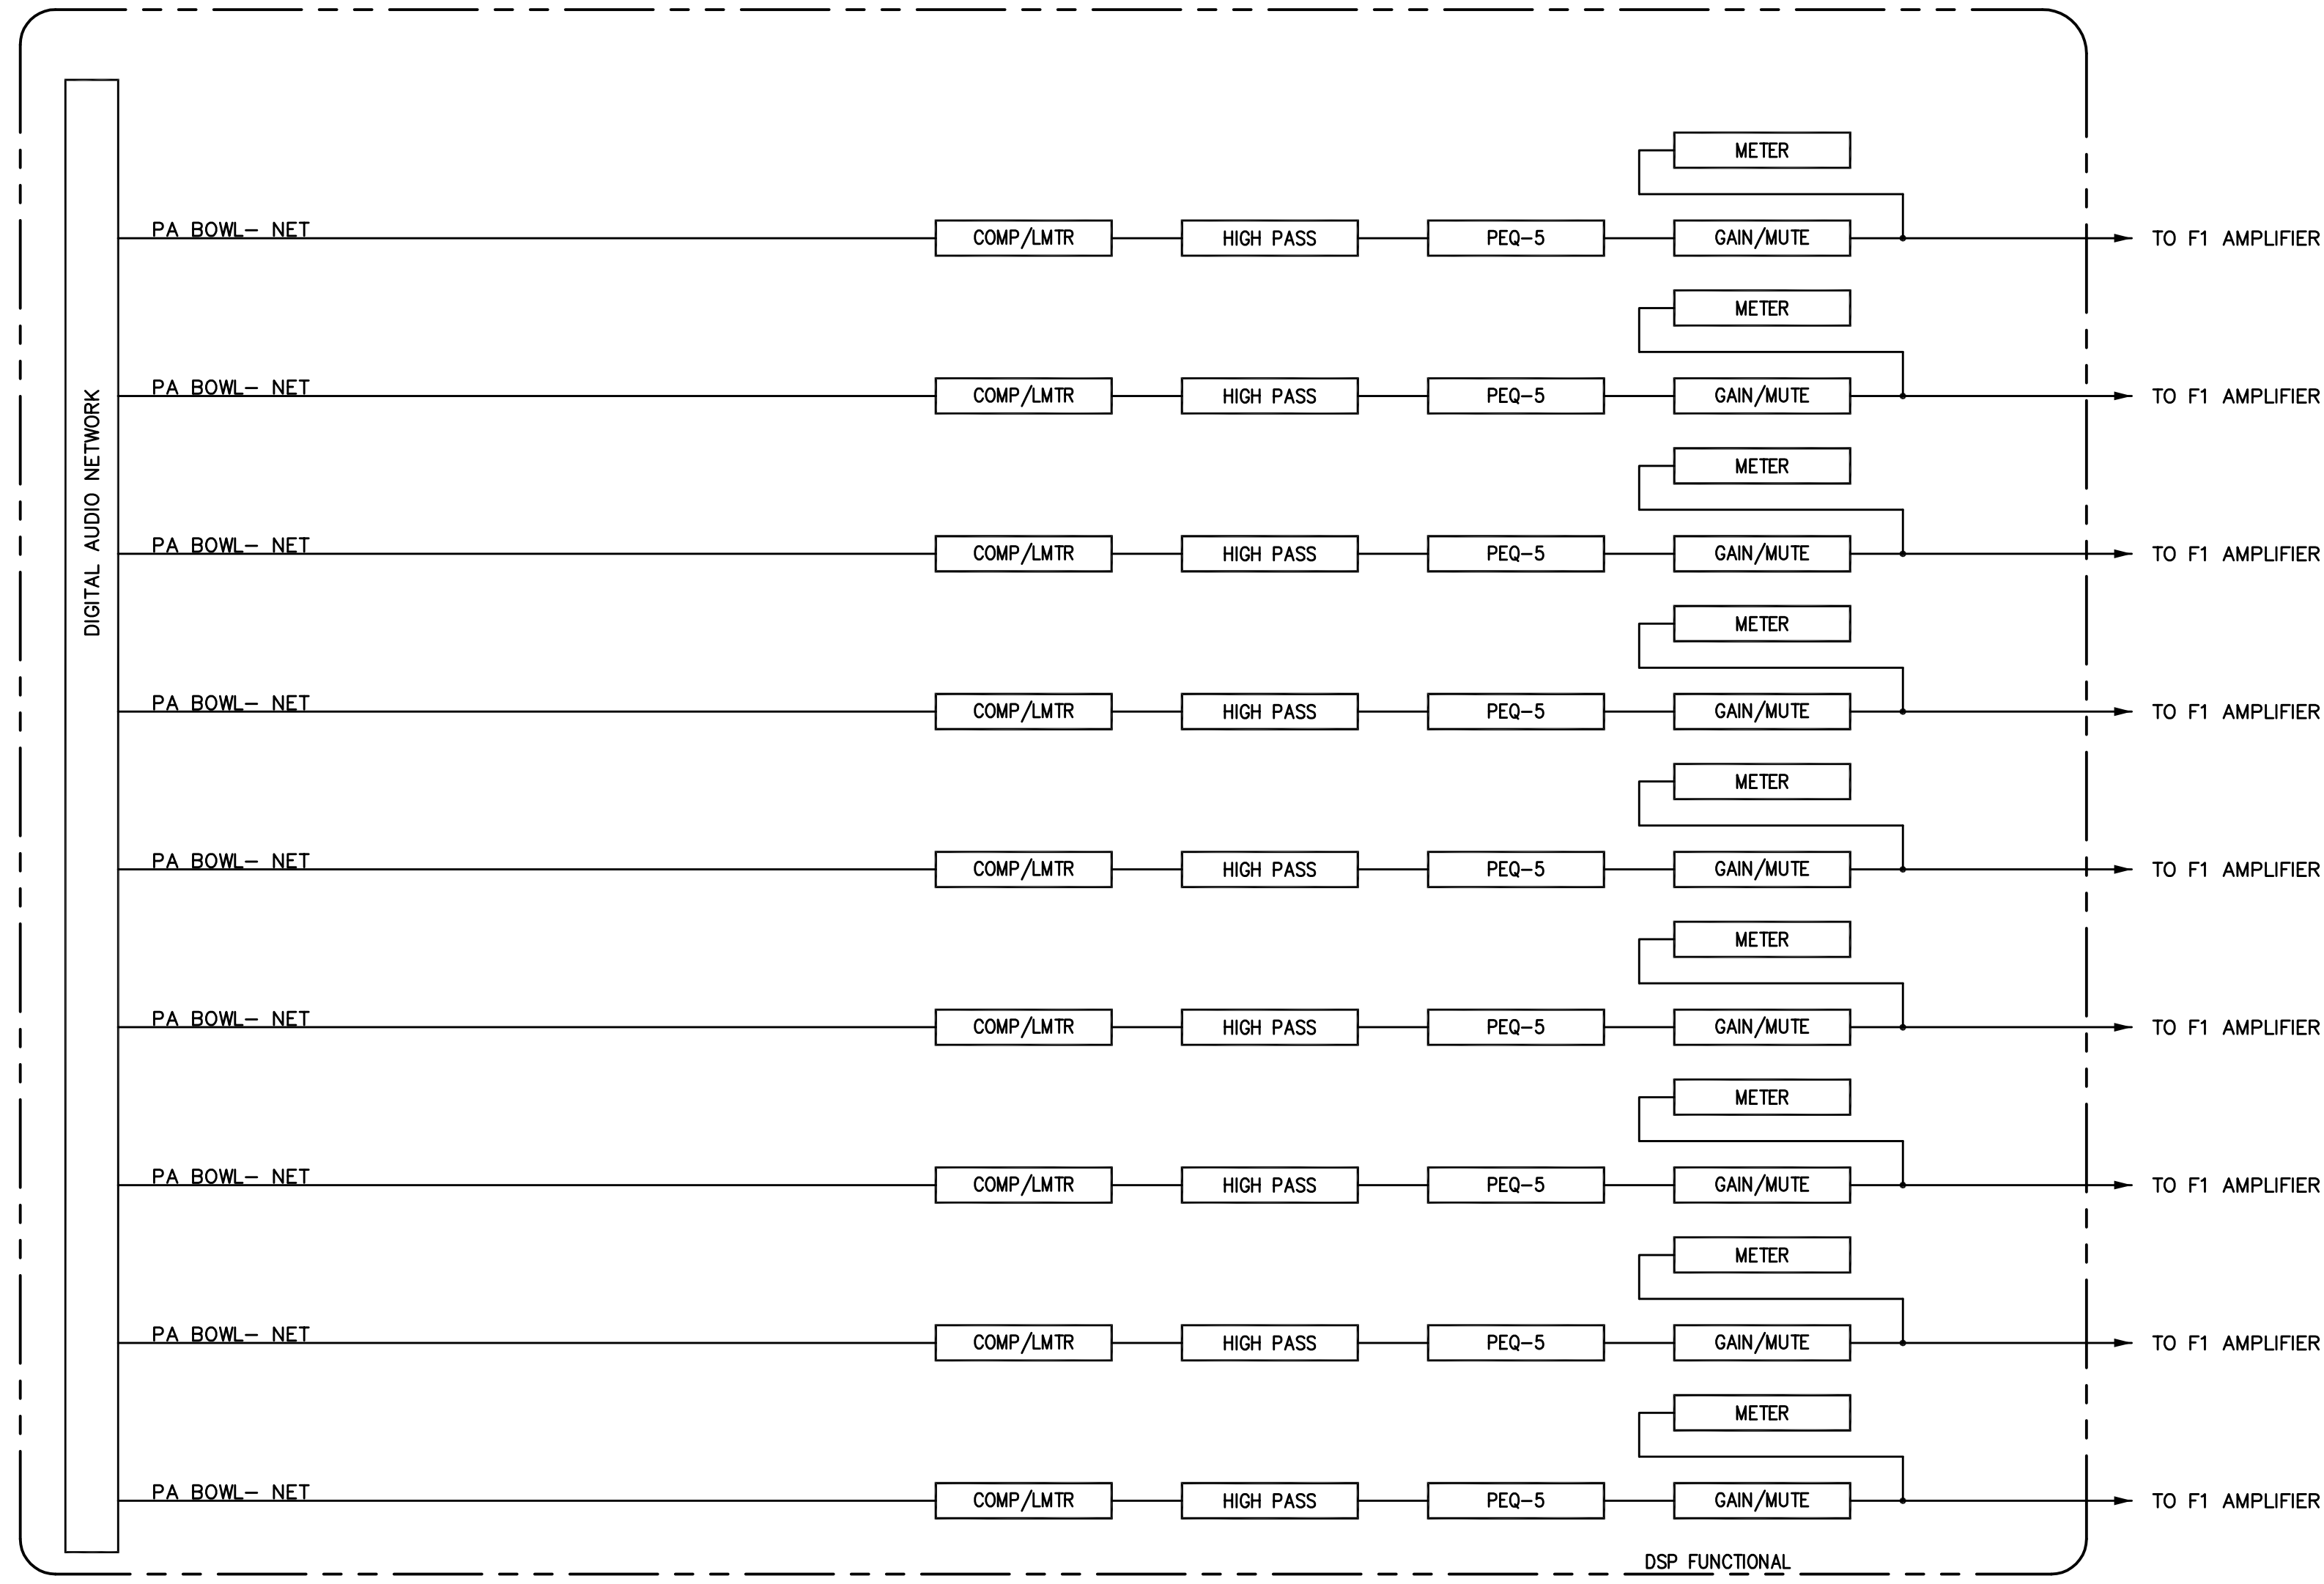 METER
PA BOWL- NET COMP/LMTR HIGH PASS PEQ-5 GAIN/MUTE TO F1 AMPLIFIER
METER
PA BOWL- NET COMP/LMTR HIGH PASS PEQ-5 GAIN/MUTE TO F1 AMPLIFIER
METER
DIGITAL AUDIO NETWORK
PA BOWL- NET COMP/LMTR HIGH PASS PEQ-5 GAIN/MUTE TO F1 AMPLIFIER
METER
PA BOWL- NET COMP/LMTR HIGH PASS PEQ-5 GAIN/MUTE TO F1 AMPLIFIER
METER
PA BOWL- NET COMP/LMTR HIGH PASS PEQ-5 GAIN/MUTE TO F1 AMPLIFIER
METER
PA BOWL- NET COMP/LMTR HIGH PASS PEQ-5 GAIN/MUTE TO F1 AMPLIFIER
METER
PA BOWL- NET COMP/LMTR HIGH PASS PEQ-5 GAIN/MUTE TO F1 AMPLIFIER
METER
PA BOWL- NET COMP/LMTR HIGH PASS PEQ-5 GAIN/MUTE TO F1 AMPLIFIER
METER
PA BOWL- NET COMP/LMTR HIGH PASS PEQ-5 GAIN/MUTE TO F1 AMPLIFIER
DSP FUNCTIONAL